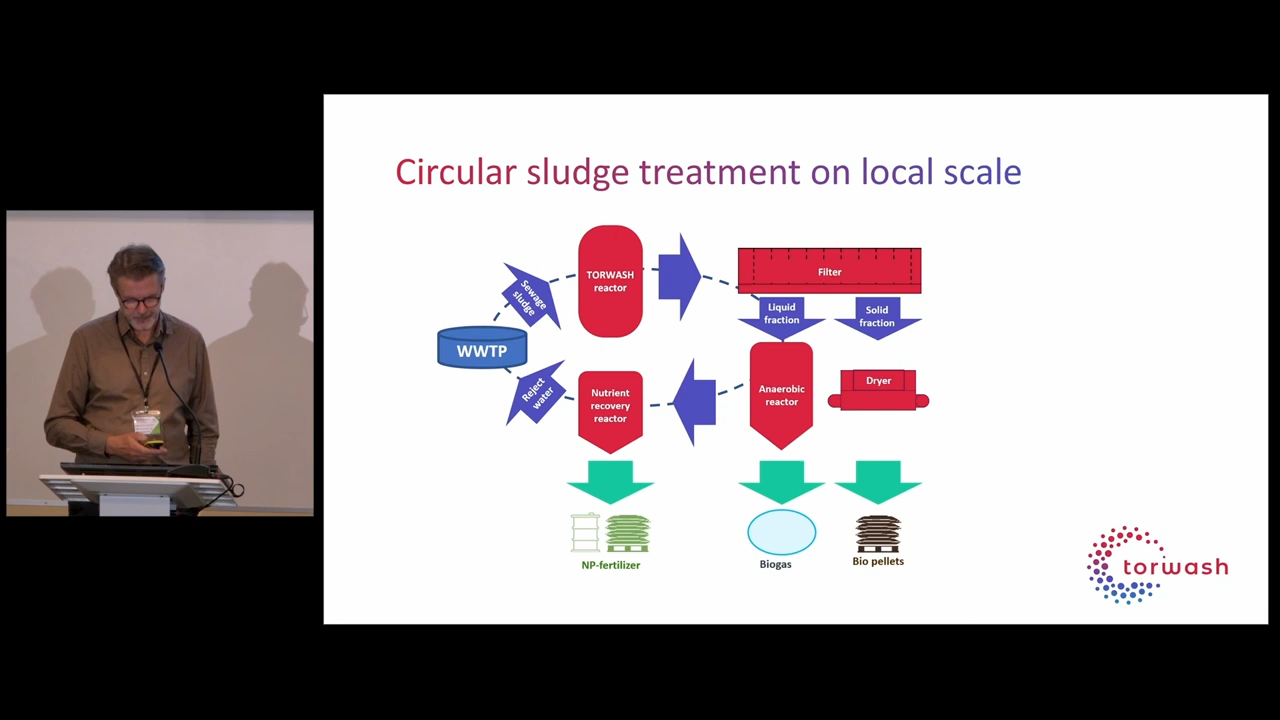 Circular sludge treatment on local scale
Sewage
sludge
TORWASH
reactor
Filter
Liquid
fraction
Solid
fraction
WWTP
Reject
water
Nutrient
recovery
reactor
Anaerobic
reactor
Dryer
NP-fertilizer
Biogas
Bio pellets
torwash